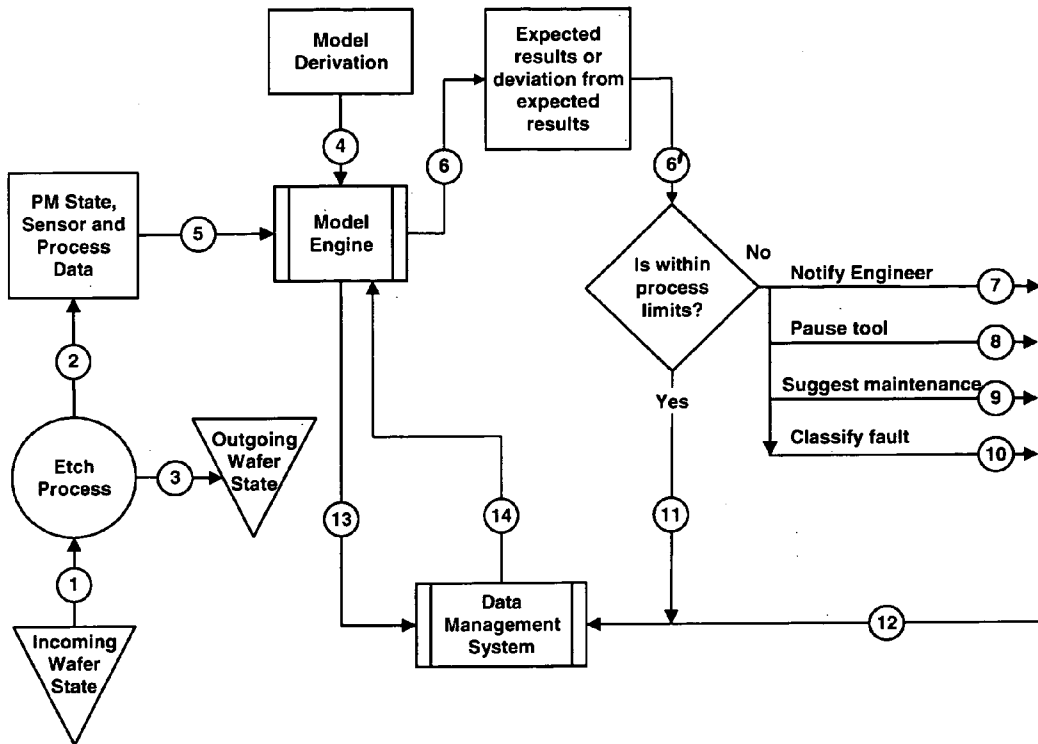 Model
Derivation
Expected
results or
deviation from
expected
results
4
6
6'
PM State,
Sensor and
Process
Data
5
Model
Engine
Is within
process
limits?
No
Notify Engineer
7
Pause tool
8
Suggest maintenance
9
Classify fault
10
2
Yes
Etch
Process
3
Outgoing
Wafer
State
13
14
11
1
Data
Management
System
12
Incoming
Wafer
State